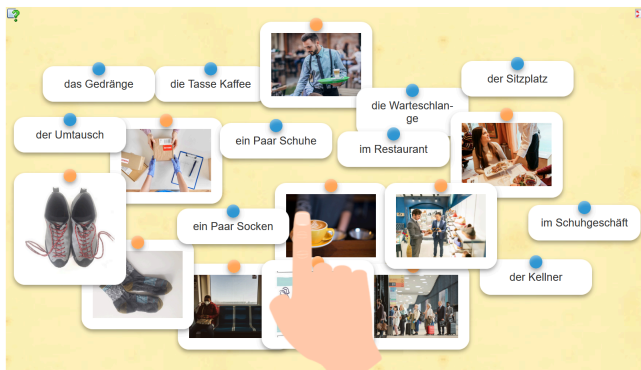 das Gedränge
die Tasse Kaffee
der Sitzplatz
die Warteschlan-
ge
der Umtausch
ein Paar Schuhe
im Restaurant
ein Paar Socken
im Schuhgeschäft
der Kellner